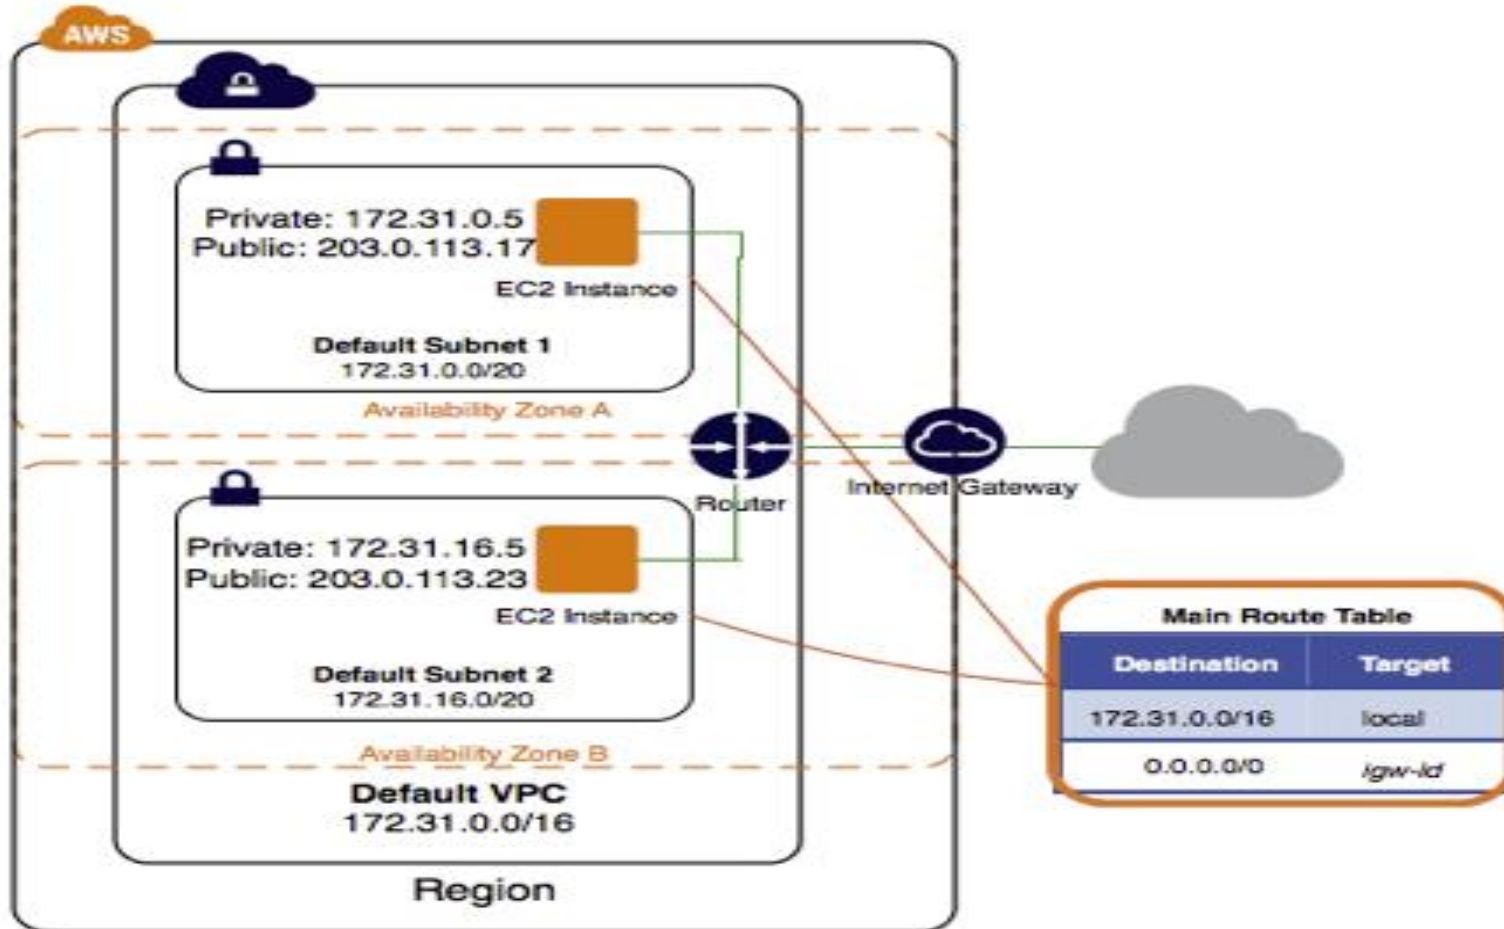 AWS
Private: 172.31.0.5
Public: 203.0.113.17
EC2 Instance
Default Subnet 1
172.31.0.0/20
Availability Zone A
Router
Internet Gateway
Private: 172.31.16.5
Public: 203.0.113.23
EC2 Instance
Default Subnet 2
172.31.16.0/20
Availability Zone B
Default VPC
172.31.0.0/16
Region
Main Route Table
Destination Target
172.31.0.0/16 local
0.0.0.0/0 igw-id